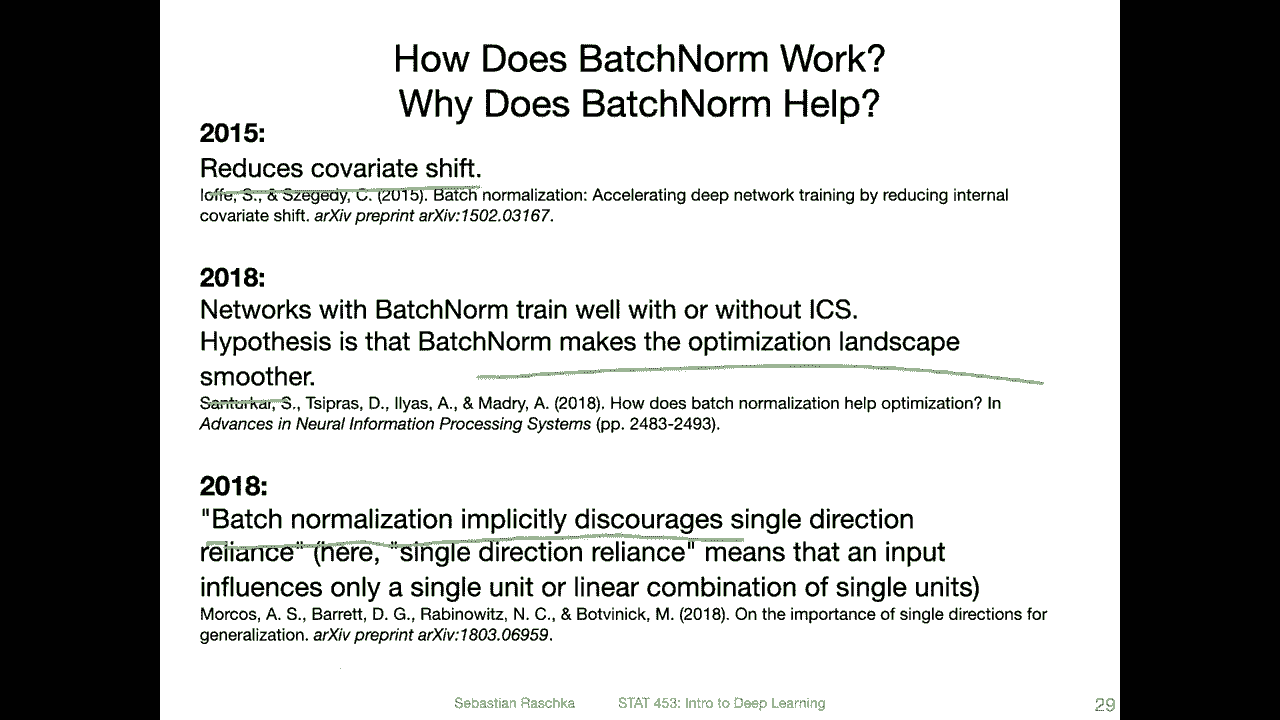 How Does BatchNorm Work?
Why Does BatchNorm Help?
2015:
Reduces covariate shift.
Ioffe, S., & Szegedy, C. (2015). Batch normalization: Accelerating deep network training by reducing internal
covariate shift. arXiv preprint arXiv:1502.03167.
2018:
Networks with BatchNorm train well with or without ICS.
Hypothesis is that BatchNorm makes the optimization landscape
smoother.
Santurkar, S., Tsipras, D., Ilyas, A., & Madry, A. (2018). How does batch normalization help optimization? In
Advances in Neural Information Processing Systems (pp. 2483-2493).
2018:
"Batch normalization implicitly discourages single direction
reliance" (here, "single direction reliance" means that an input
influences only a single unit or linear combination of single units)
Morcos, A. S., Barrett, D. G., Rabinowitz, N. C., & Botvinick, M. (2018). On the importance of single directions for
generalization. arXiv preprint arXiv:1803.06959.
Sebastian Raschka STAT 453: Intro to Deep Learning 29